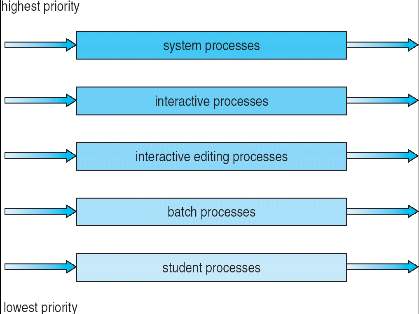 highest priority
system processes
interactive processes
interactive editing processes
batch processes
student processes
lowest priority